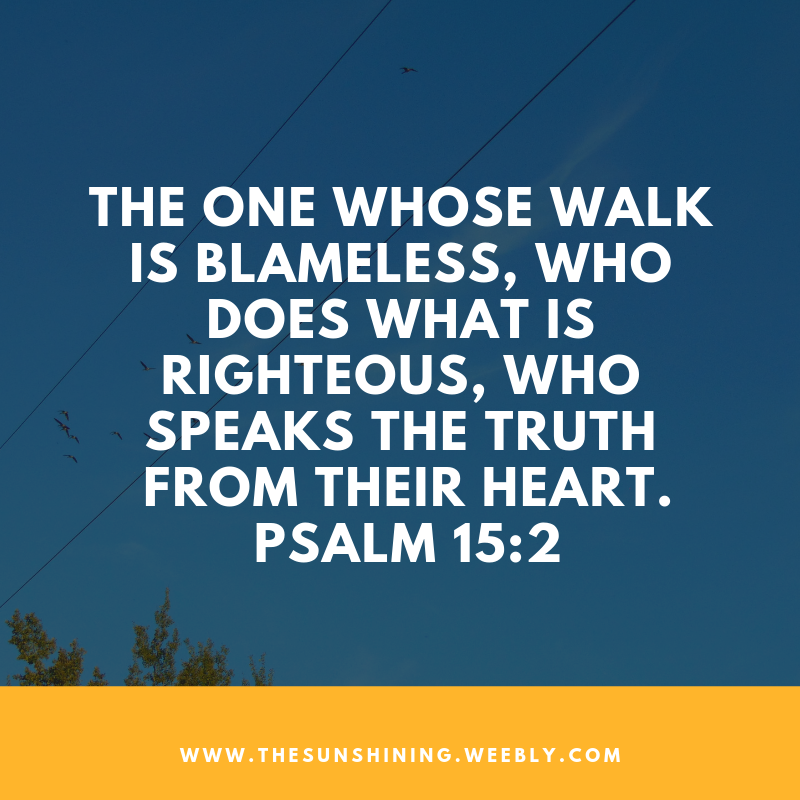 THE ONE WHOSE WALK
IS BLAMELESS, WHO
DOES WHAT IS
RIGHTEOUS, WHO
SPEAKS THE TRUTH
FROM THEIR HEART.
PSALM 15:2
WWW.THESUNSHINING.WEEBLY.COM